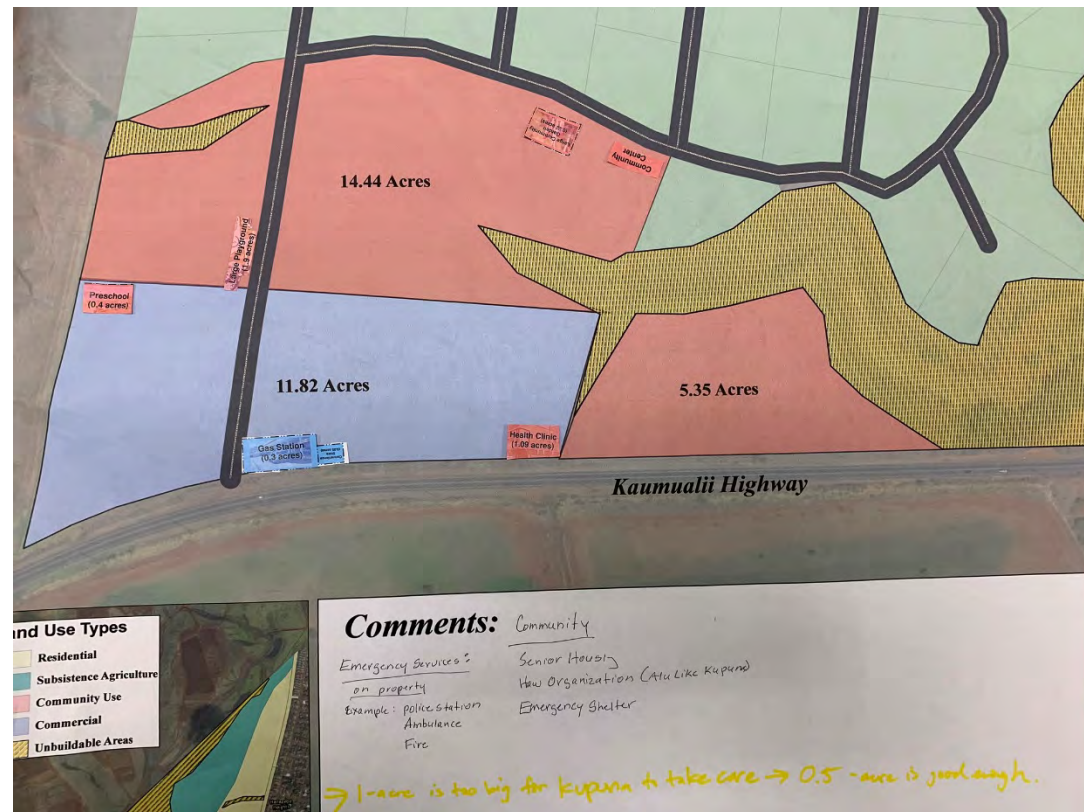 Community
Center
14.44 Acres
Large Playground
(1.9 acres)
Preschool
(0.4 acres)
11.82 Acres
5.35 Acres
Gas Station
(0.3 acres)
Health Clinic
(1.09 acres)
Kaumualii Highway
and Use Types
Residential
Subsistence Agriculture
Community Use
Commercial
Unbuildable Areas
Comments:
Community
Emergency Services:
on property
Example: police station
Ambulance
Fire
Senior Housing
Haw Organization (Alu Like Kupuna)
Emergency Shelter
→ 1-acre is too big for kupuna to take care → 0.5-acre is good enough.